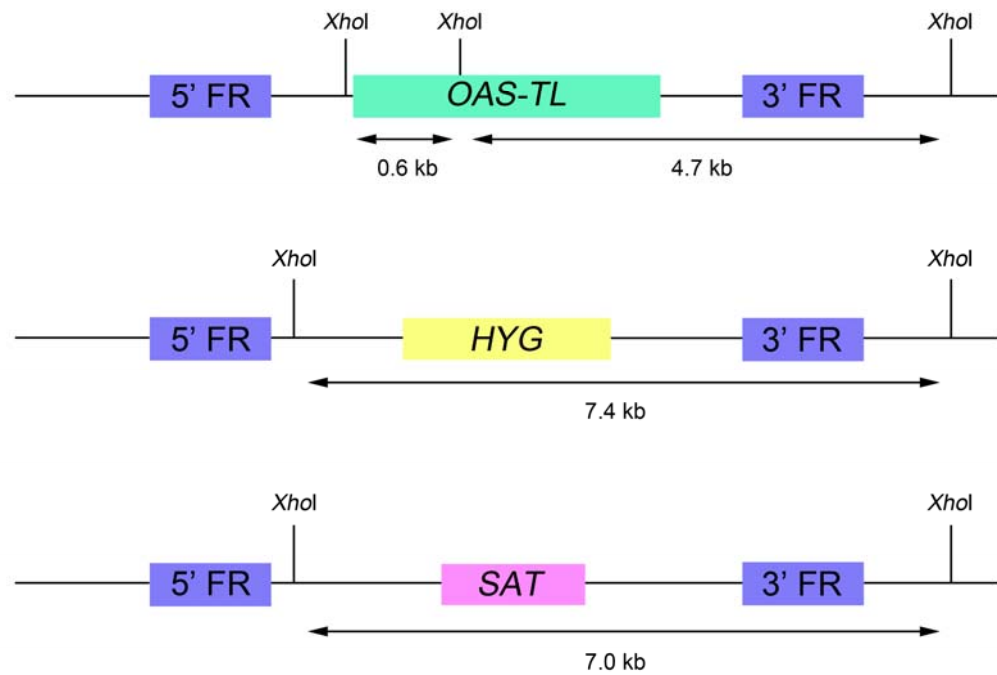 XhoI XhoI XhoI
5' FR OAS-TL 3' FR
0.6 kb 4.7 kb
XhoI XhoI
5' FR HYG 3' FR
7.4 kb
XhoI XhoI
5' FR SAT 3' FR
7.0 kb